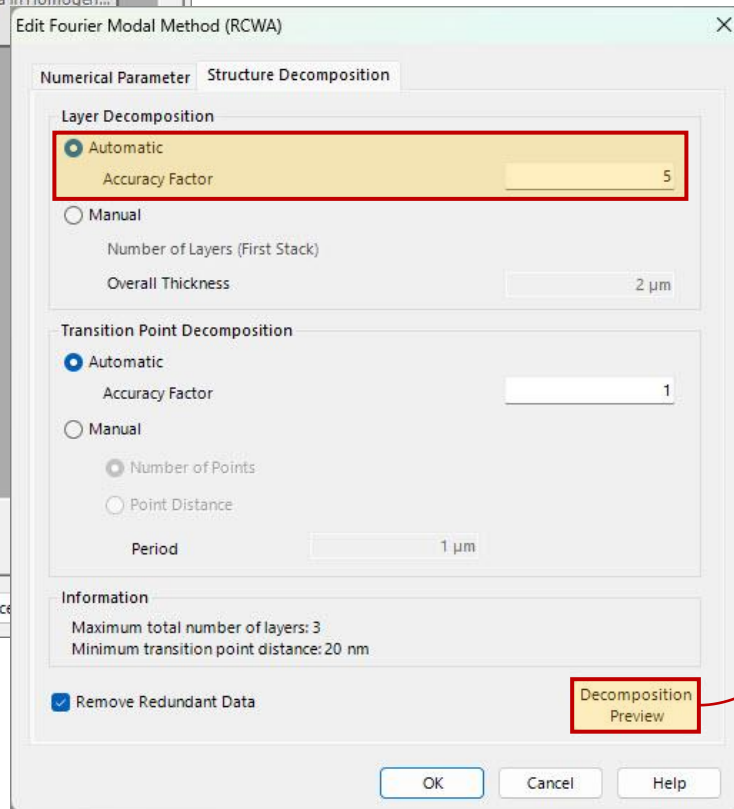 Edit Fourier Modal Method (RCWA)
Numerical Parameter Structure Decomposition
Layer Decomposition
Automatic
Accuracy Factor 5
Manual
Number of Layers (First Stack)
Overall Thickness 2 µm
Transition Point Decomposition
Automatic
Accuracy Factor 1
Manual
Number of Points
Point Distance
Period 1 µm
Information
Maximum total number of layers: 3
Minimum transition point distance: 20 nm
Remove Redundant Data
Decomposition
Preview
OK Cancel Help